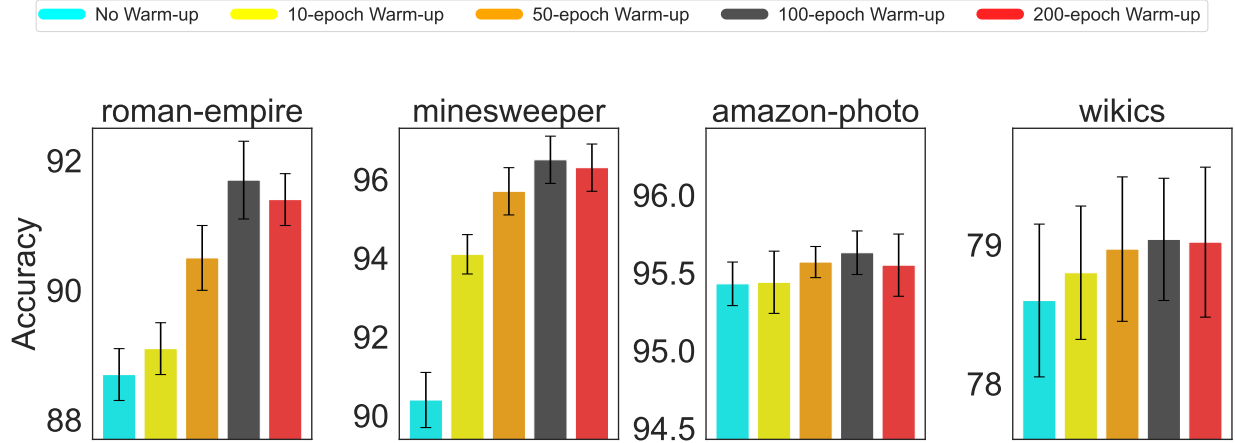 No Warm-up 10-epoch Warm-up 50-epoch Warm-up 100-epoch Warm-up 200-epoch Warm-up
roman-empire
Accuracy
92
90
88
minesweeper
96
94
92
90
amazon-photo
96.0
95.5
95.0
94.5
wikics
79
78